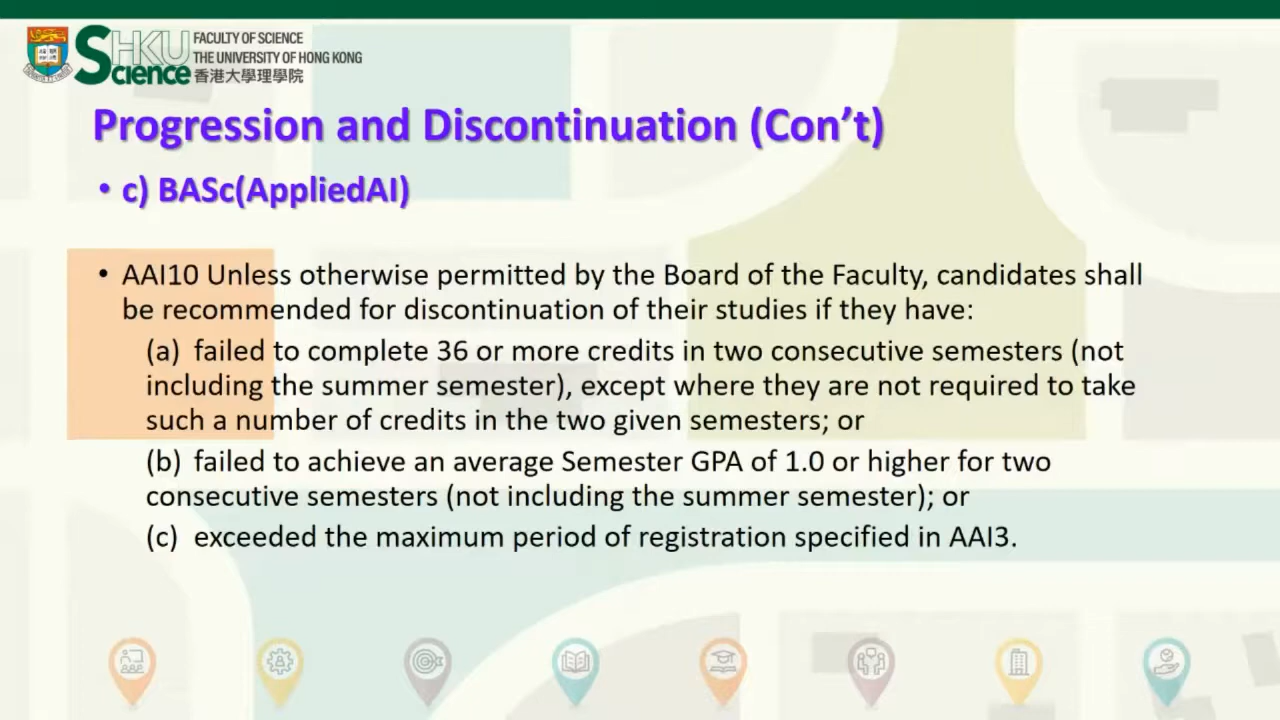 SHKU
Science
FACULTY OF SCIENCE
THE UNIVERSITY OF HONG KONG
香港大學理學院
Progression and Discontinuation (Con’t)
• c) BASc(AppliedAI)
• AAI10 Unless otherwise permitted by the Board of the Faculty, candidates shall
be recommended for discontinuation of their studies if they have:
(a) failed to complete 36 or more credits in two consecutive semesters (not
including the summer semester), except where they are not required to take
such a number of credits in the two given semesters; or
(b) failed to achieve an average Semester GPA of 1.0 or higher for two
consecutive semesters (not including the summer semester); or
(c) exceeded the maximum period of registration specified in AAI3.